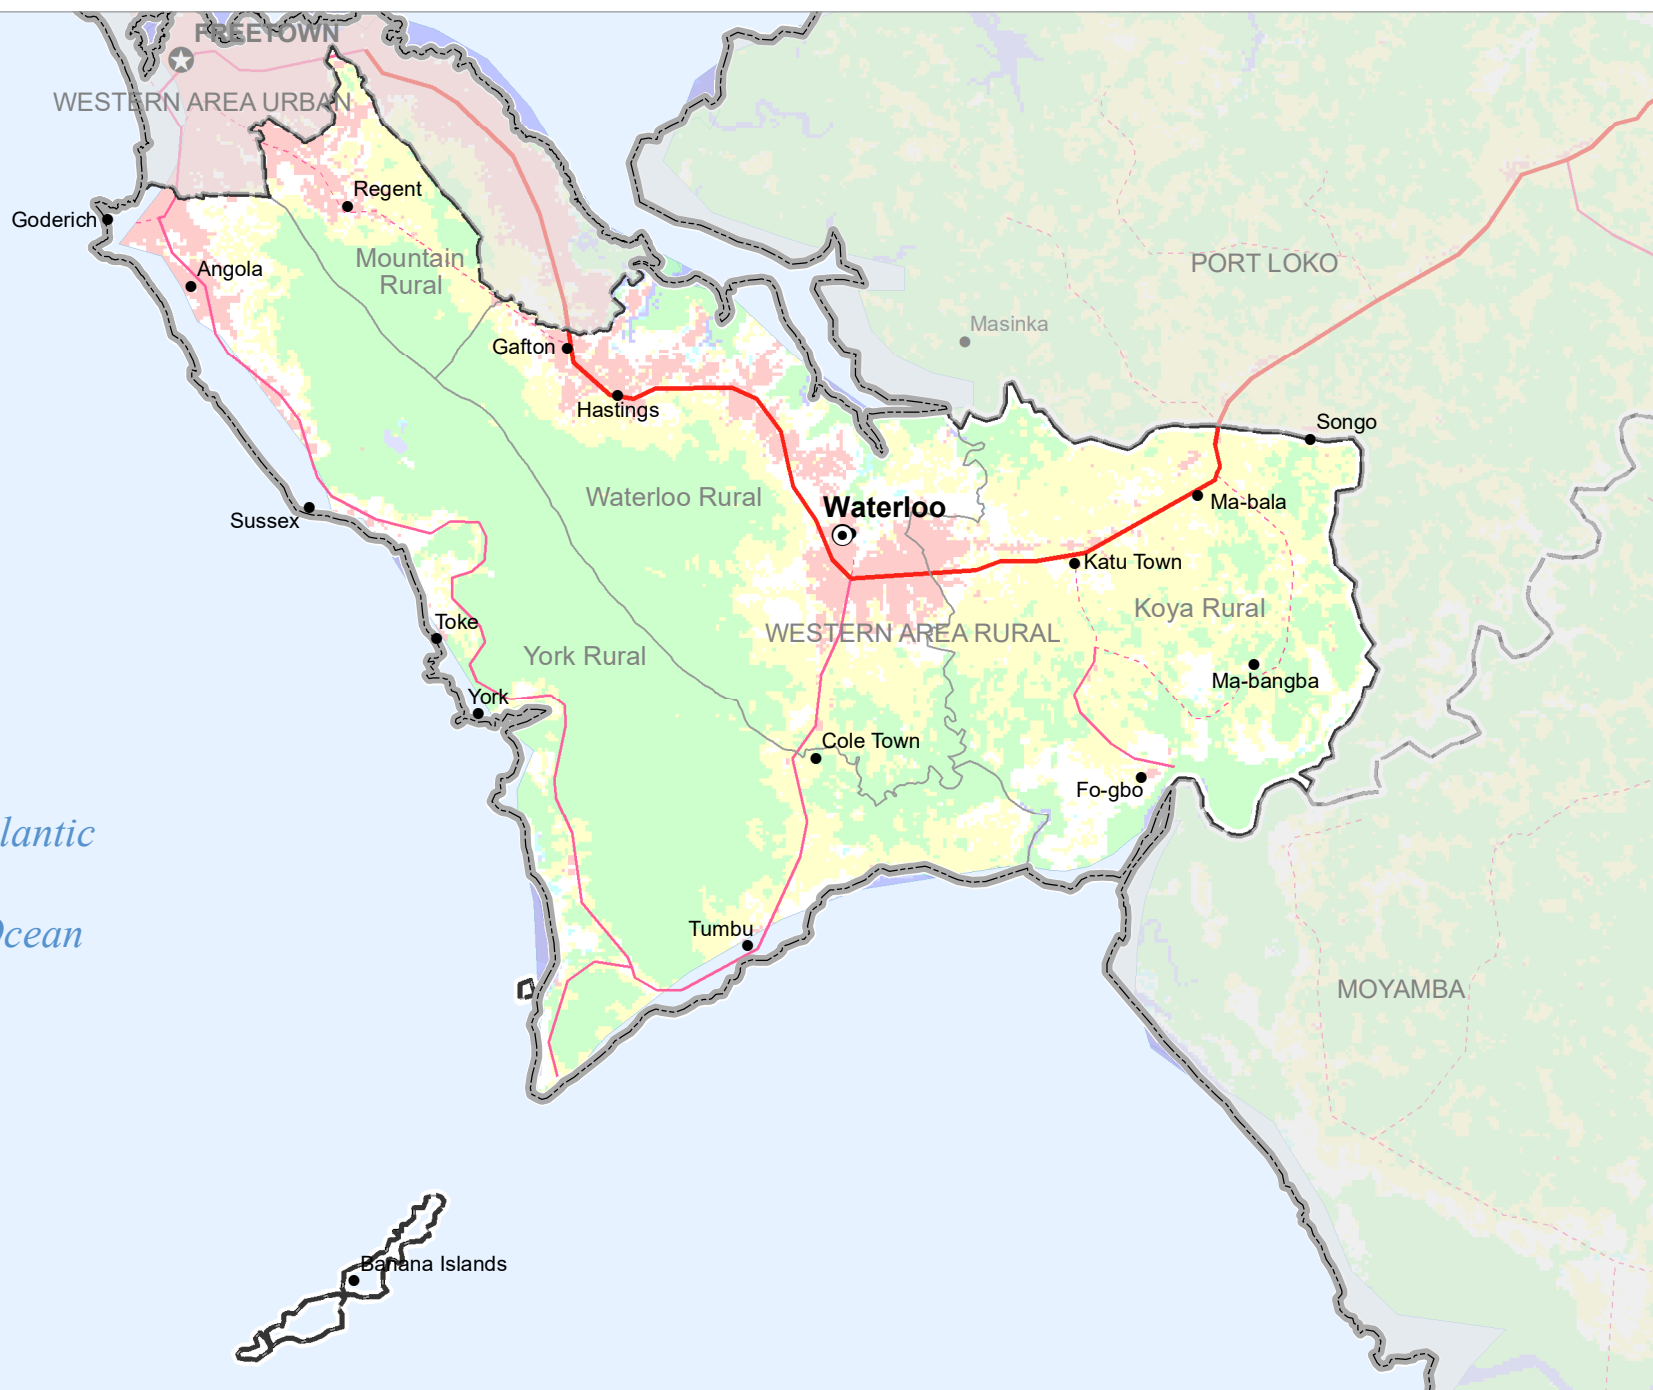 FREETOWN
WESTERN AREA URBAN
Regent
Goderich
Angola
Mountain
Rural
PORT LOKO
Masinka
Gafton
Hastings
Songo
Waterloo Rural
Waterloo
Ma-bala
Sussex
Katu Town
Koya Rural
Toke
WESTERN AREA RURAL
York Rural
Ma-bangba
York
Cole Town
Fo-gbo
lantic
Ocean
Tumbu
MOYAMBA
Banana Islands